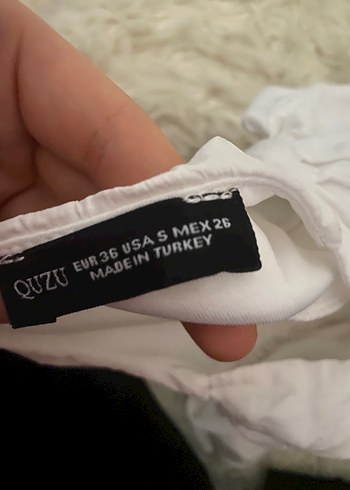 QUZU
EUR 36 USA S MEX 26
MADE IN TURKEY